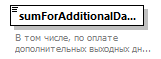 sumForAdditionalDa...
В том числе, по оплате
дополнительных выходных дн...